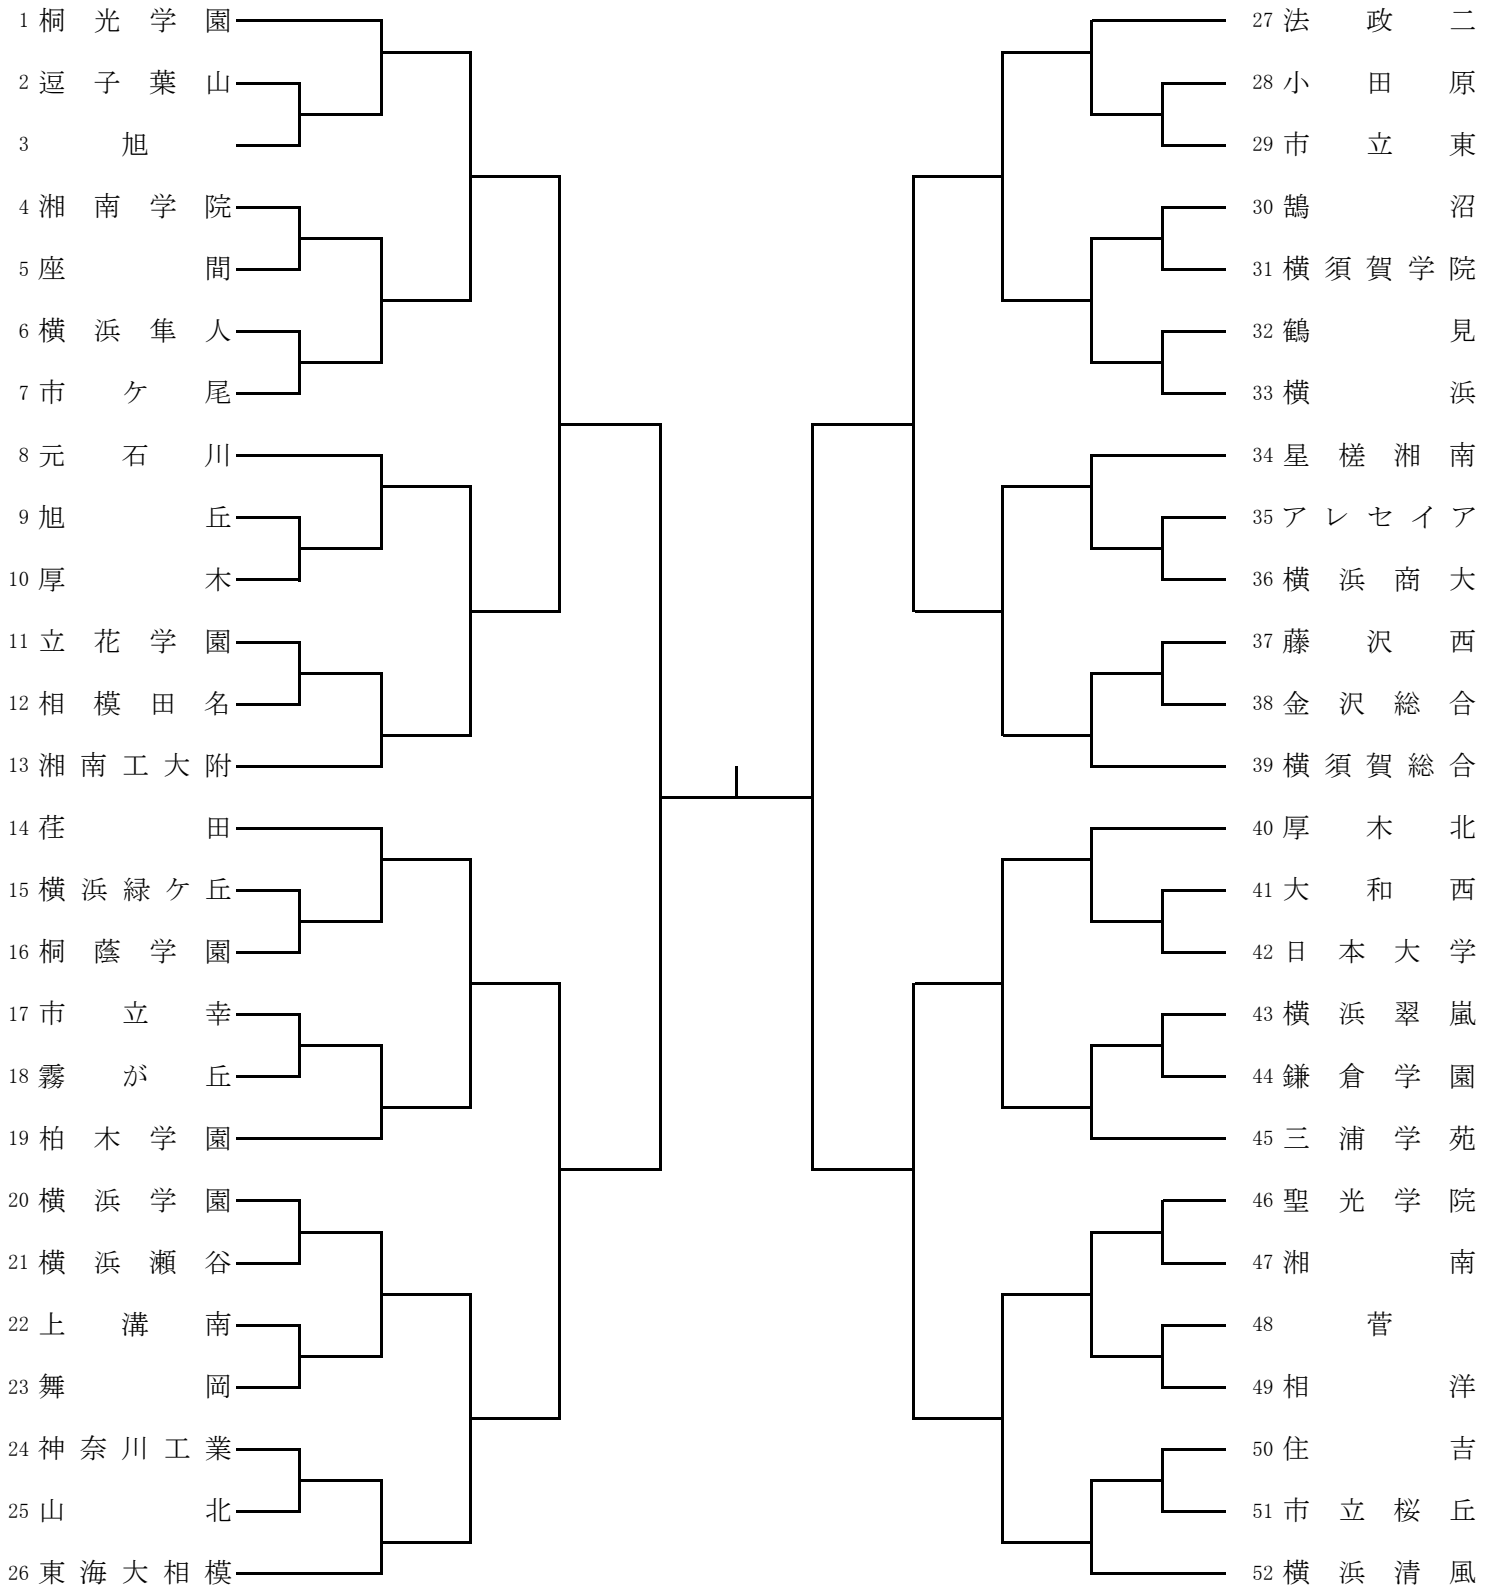 1 桐光学園
2 逗子葉山
3 旭
4 湘南学院
5 座間
6 横浜隼人
7 市ケ尾
8 元石川
9 旭丘
10 厚木
11 立花学園
12 相模田名
13 湘南工大附
14 荏田
15 横浜緑ケ丘
16 桐蔭学園
17 市立幸
18 霧が丘
19 柏木学園
20 横浜学園
21 横浜瀬谷
22 上溝南
23 舞岡
24 神奈川工業
25 山北
26 東海大相模
27 法政二
28 小田原
29 市立東
30 鵠沼
31 横須賀学院
32 鶴見
33 横浜
34 星槎湘南
35 アレセイア
36 横浜商大
37 藤沢西
38 金沢総合
39 横須賀総合
40 厚木北
41 大和西
42 日本大学
43 横浜翠嵐
44 鎌倉学園
45 三浦学苑
46 聖光学院
47 湘南
48 菅
49 相洋
50 住吉
51 市立桜丘
52 横浜清風